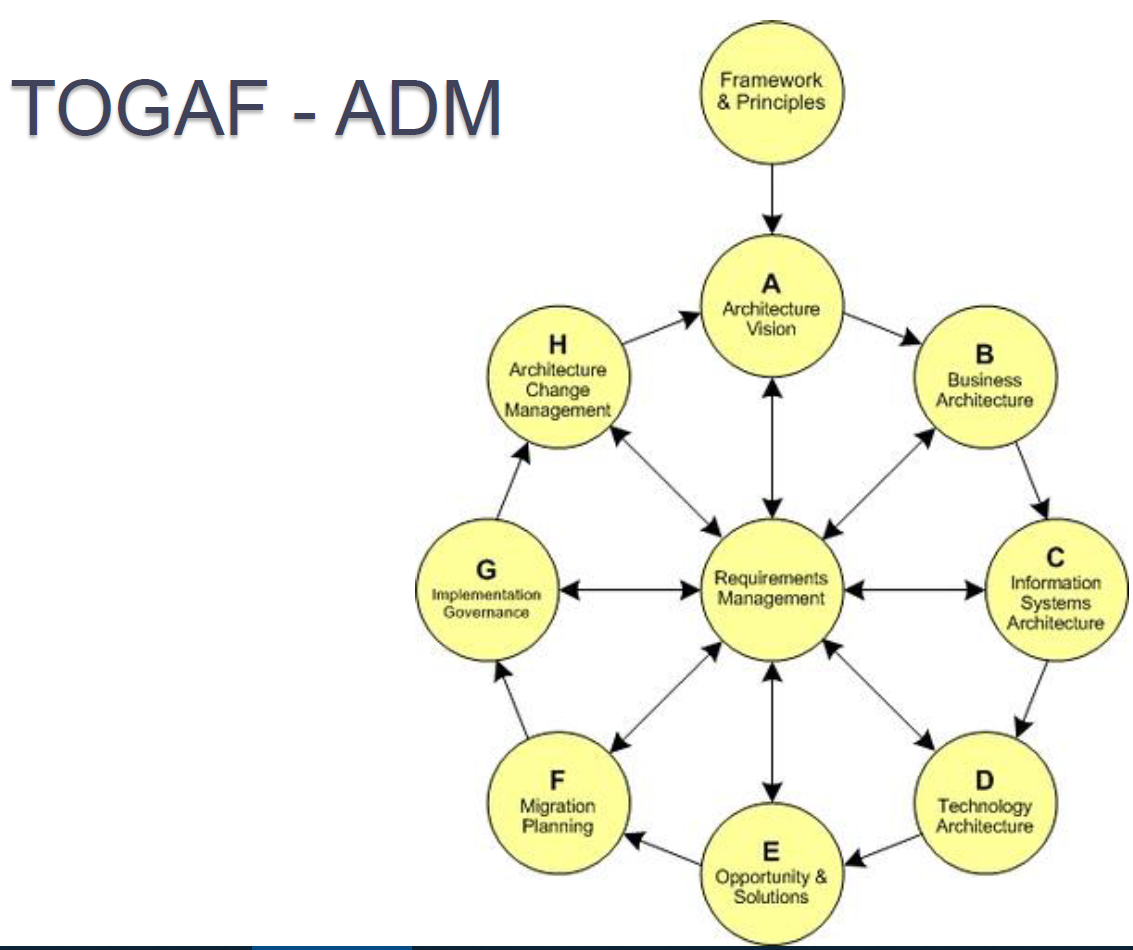 TOGAF - ADM
Framework
& Principles
A
Architecture
Vision
B
Business
Architecture
C
Information
Systems
Architecture
D
Technology
Architecture
E
Opportunity &
Solutions
F
Migration
Planning
G
Implementation
Governance
H
Architecture
Change
Management
Requirements
Management